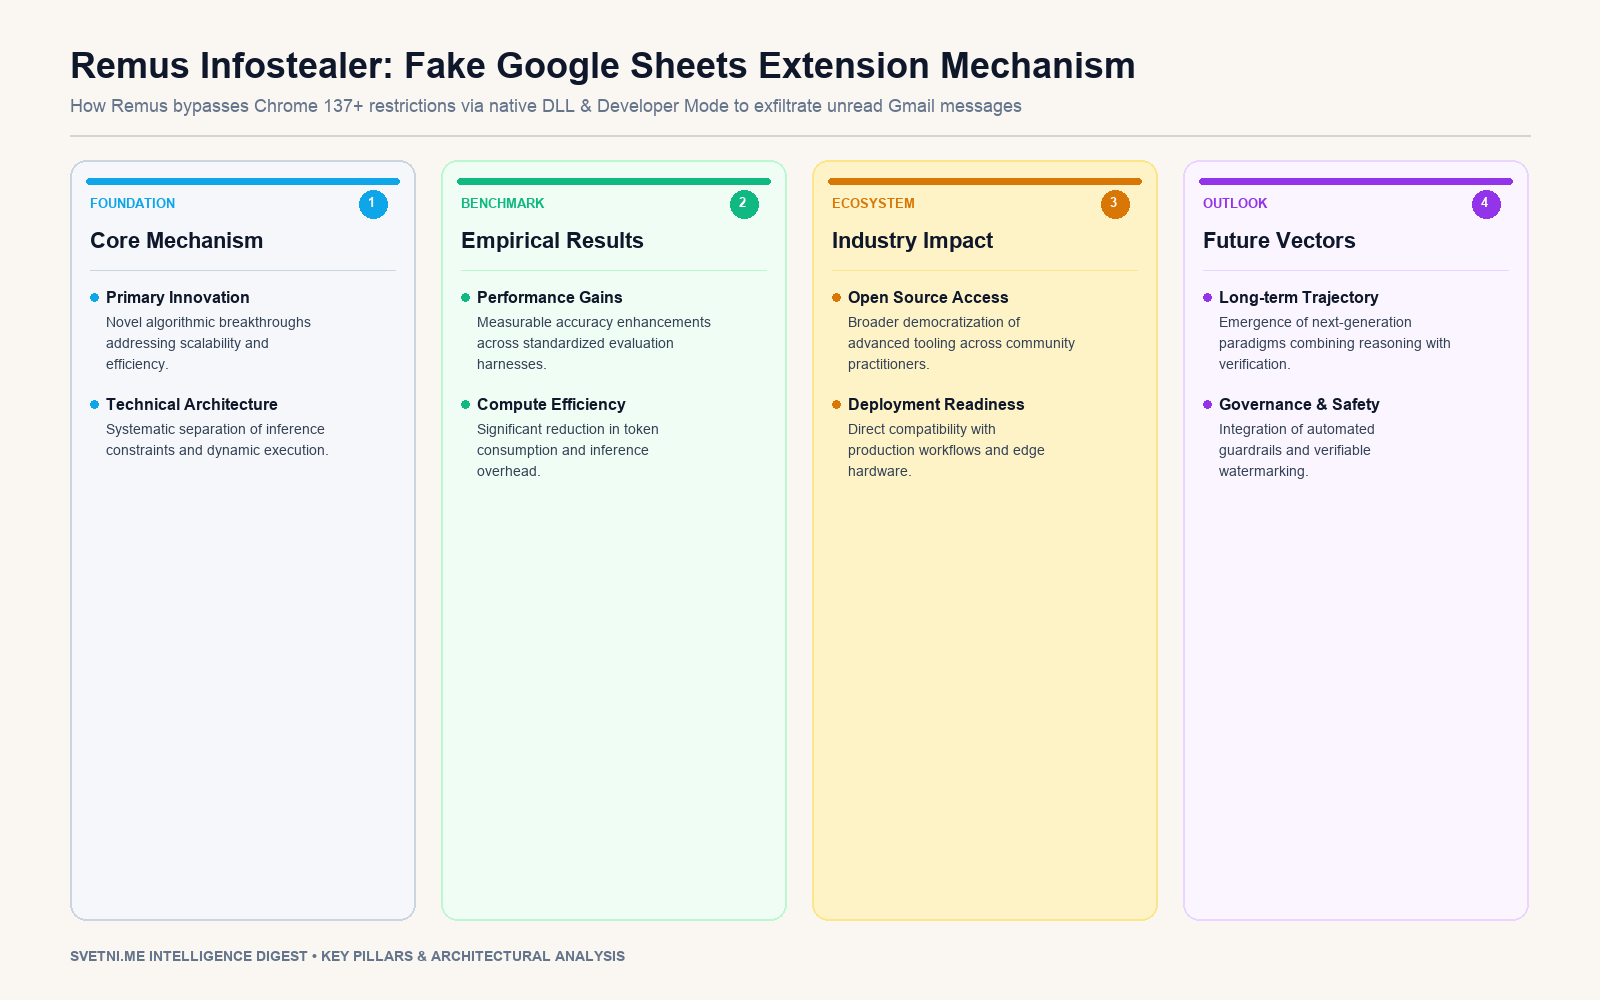 Remus Infostealer: Fake Google Sheets Extension Mechanism
How Remus bypasses Chrome 137+ restrictions via native DLL & Developer Mode to exfiltrate unread Gmail messages
FOUNDATION
1
Core Mechanism
Primary Innovation
Novel algorithmic breakthroughs
addressing scalability and
efficiency.
Technical Architecture
Systematic separation of inference
constraints and dynamic execution.
BENCHMARK
2
Empirical Results
Performance Gains
Measurable accuracy enhancements
across standardized evaluation
harnesses.
Compute Efficiency
Significant reduction in token
consumption and inference
overhead.
ECOSYSTEM
3
Industry Impact
Open Source Access
Broader democratization of
advanced tooling across community
practitioners.
Deployment Readiness
Direct compatibility with
production workflows and edge
hardware.
OUTLOOK
4
Future Vectors
Long-term Trajectory
Emergence of next-generation
paradigms combining reasoning with
verification.
Governance & Safety
Integration of automated
guardrails and verifiable
watermarking.
SVETNI.ME INTELLIGENCE DIGEST • KEY PILLARS & ARCHITECTURAL ANALYSIS